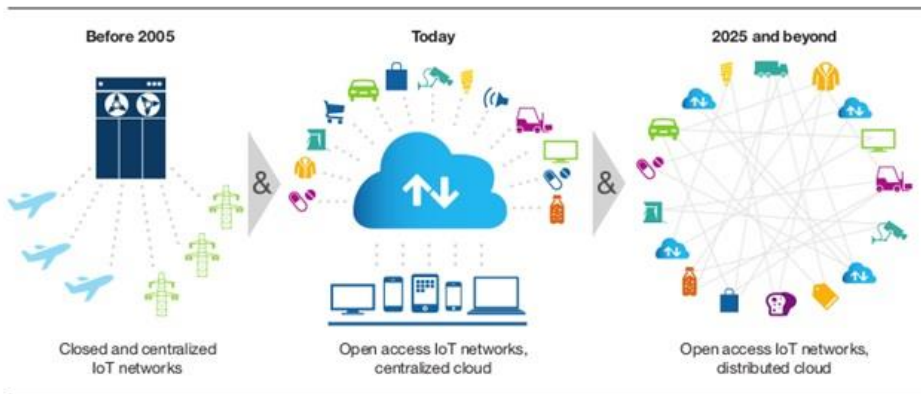 Before 2005
Today
2025 and beyond
&
&
Closed and centralized
IoT networks
Open access IoT networks,
centralized cloud
Open access IoT networks,
distributed cloud